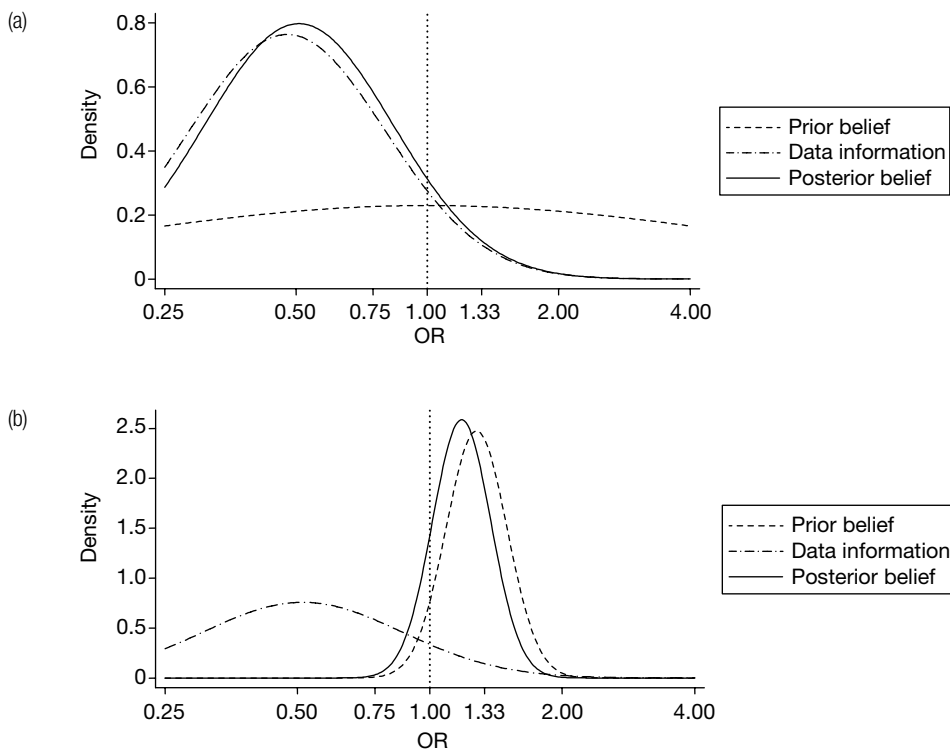 (a)
0.8
0.6
0.4
0.2
0
Density
0.25 0.50 0.75 1.00 1.33 2.00 4.00
OR
Prior belief
Data information
Posterior belief
(b)
2.5
2.0
1.5
1.0
0.5
0
Density
0.25 0.50 0.75 1.00 1.33 2.00 4.00
OR
Prior belief
Data information
Posterior belief